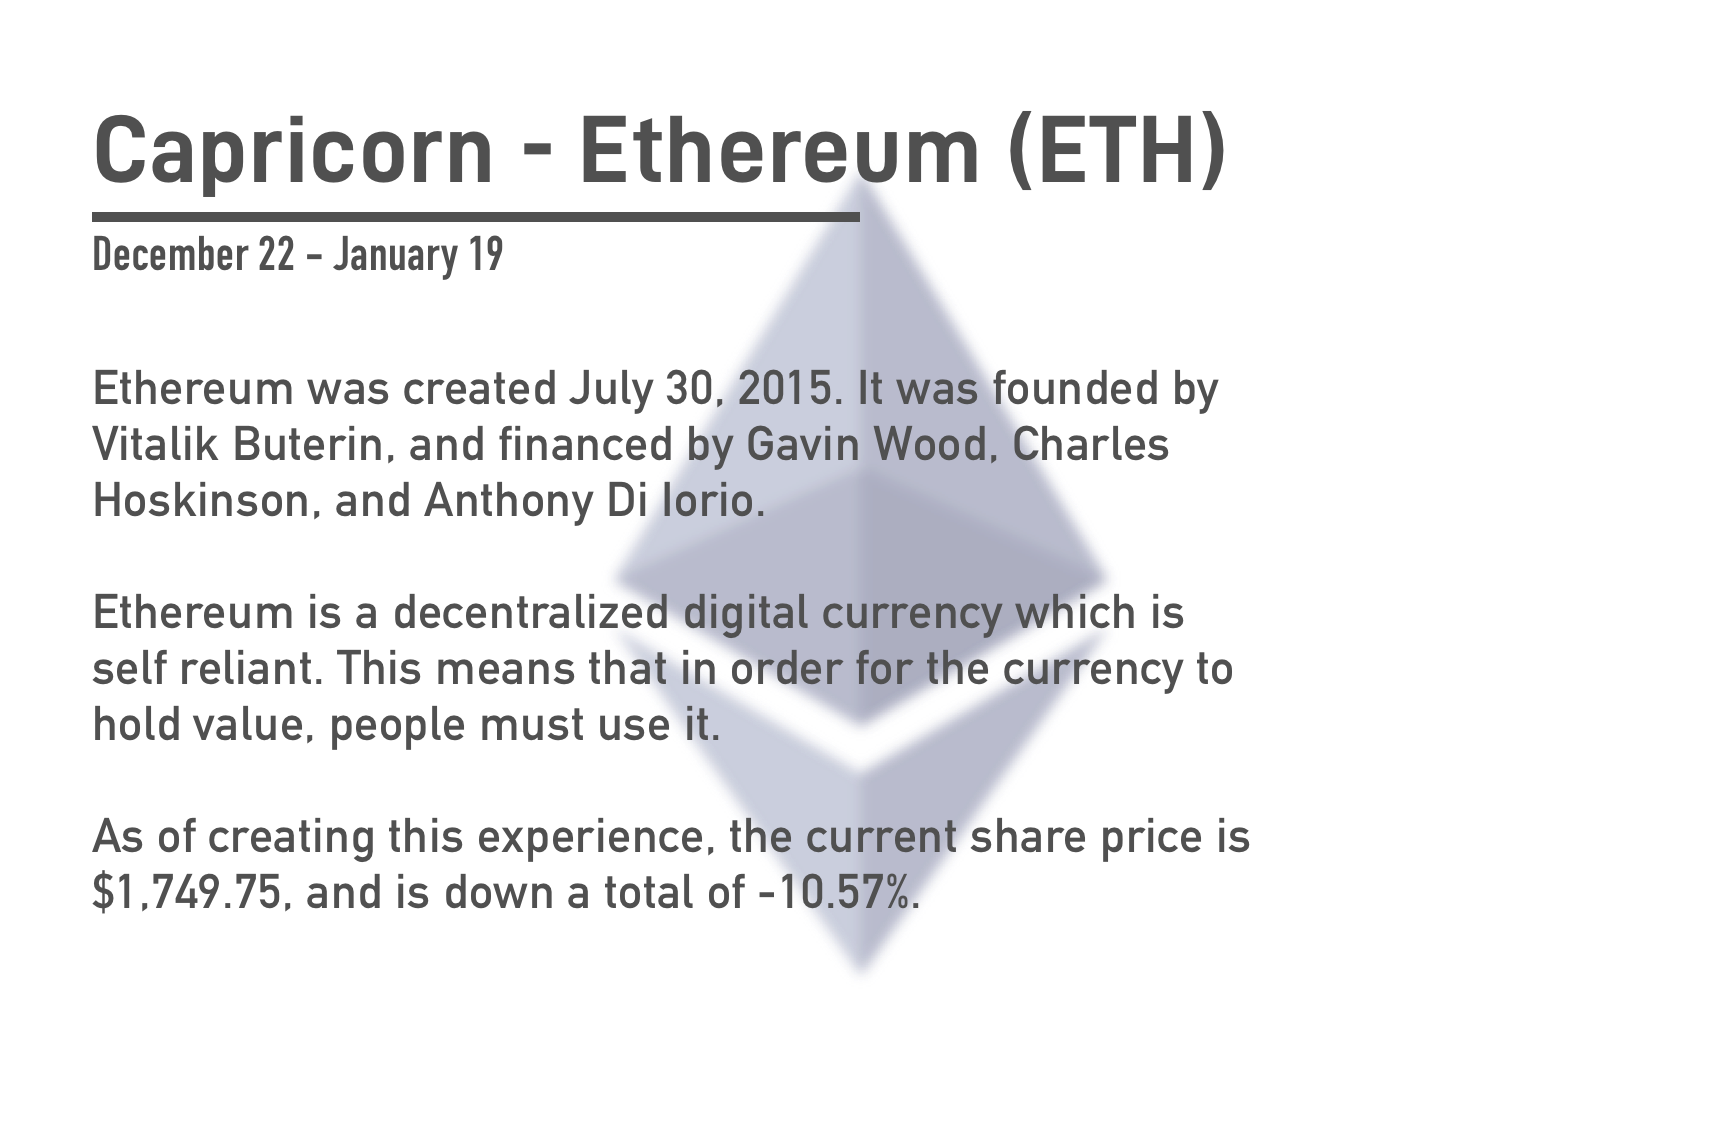 Capricorn - Ethereum (ETH)
December 22 – January 19
Ethereum was created July 30, 2015. It was founded by
Vitalik Buterin, and financed by Gavin Wood, Charles
Hoskinson, and Anthony Di Iorio.
Ethereum is a decentralized digital currency which is
self reliant. This means that in order for the currency to
hold value, people must use it.
As of creating this experience, the current share price is
$1,749.75, and is down a total of -10.57%.